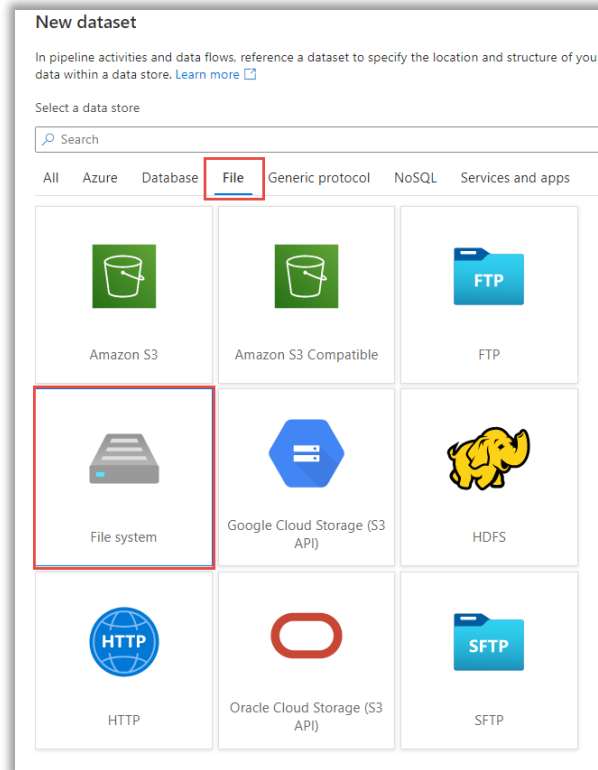 New dataset
In pipeline activities and data flows, reference a dataset to specify the location and structure of you
data within a data store. Learn more
Select a data store
Search
All Azure Database File Generic protocol NoSQL Services and apps
FTP
Amazon S3 Amazon S3 Compatible FTP
File system Google Cloud Storage (S3 API) HDFS
HTTP SFTP
HTTP Oracle Cloud Storage (S3 API) SFTP